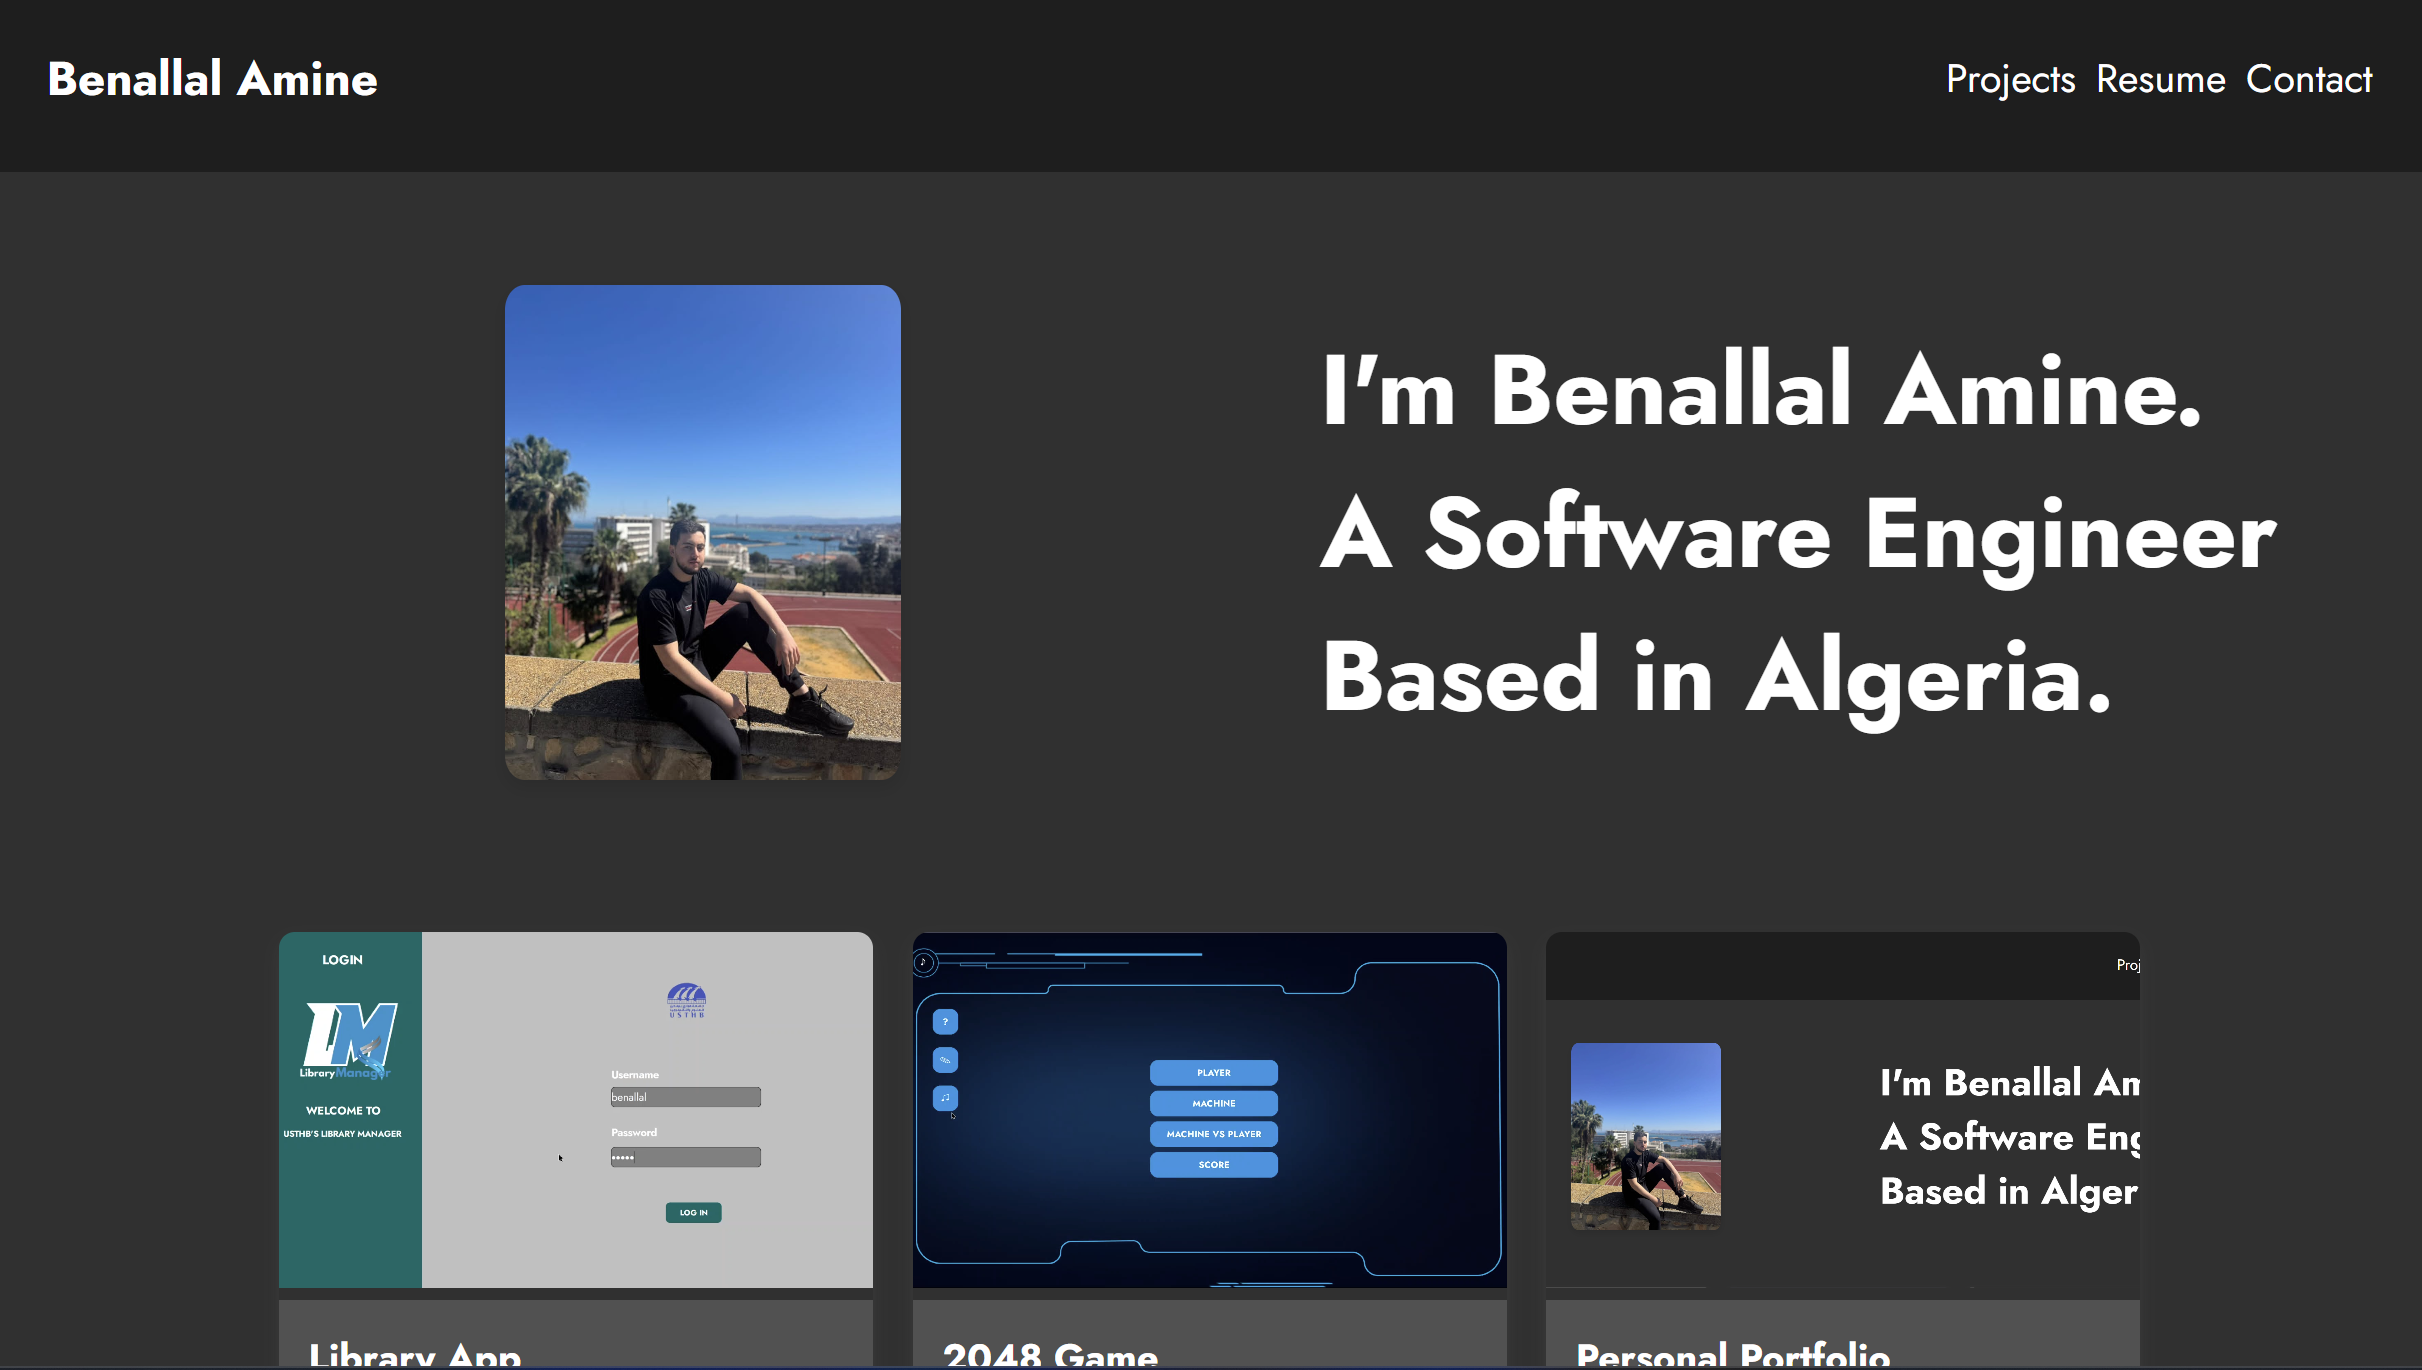 Benallal Amine
Projects Resume Contact
I'm Benallal Amine.
A Software Engineer
Based in Algeria.
LOGIN
LM
LibraryManager
WELCOME TO
USTHB'S LIBRARY MANAGER
USTHB
Username
benallal
Password
LOG IN
?
PLAYER
MACHINE
MACHINE VS PLAYER
SCORE
Proj
I'm Benallal Am
A Software Eng
Based in Alger
Library App
2048 Game
Personal Portfolio